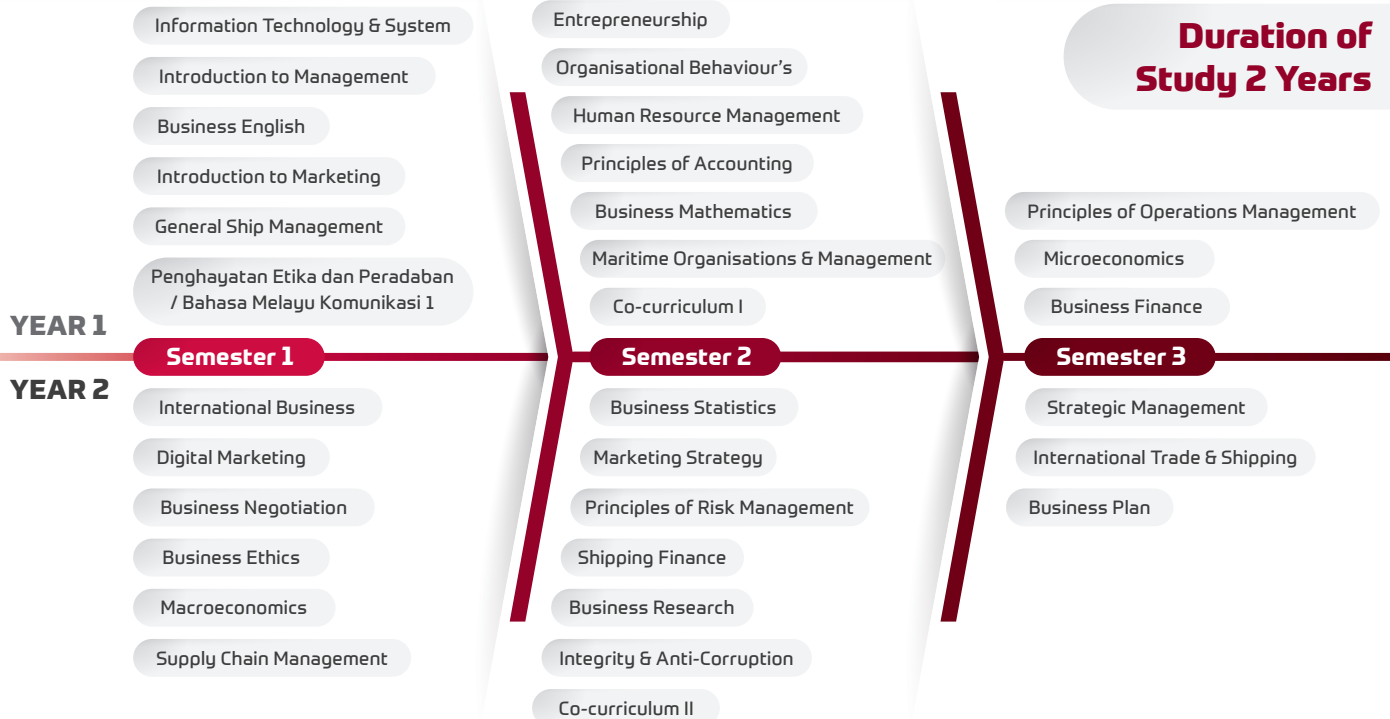 Duration of
Study 2 Years
YEAR 1
Semester 1
Information Technology & System
Introduction to Management
Business English
Introduction to Marketing
General Ship Management
Penghayatan Etika dan Peradaban
/ Bahasa Melayu Komunikasi 1
Semester 2
Entrepreneurship
Organisational Behaviour's
Human Resource Management
Principles of Accounting
Business Mathematics
Maritime Organisations & Management
Co-curriculum I
Semester 3
Principles of Operations Management
Microeconomics
Business Finance
YEAR 2
International Business
Digital Marketing
Business Negotiation
Business Ethics
Macroeconomics
Supply Chain Management
Business Statistics
Marketing Strategy
Principles of Risk Management
Shipping Finance
Business Research
Integrity & Anti-Corruption
Co-curriculum II
Strategic Management
International Trade & Shipping
Business Plan